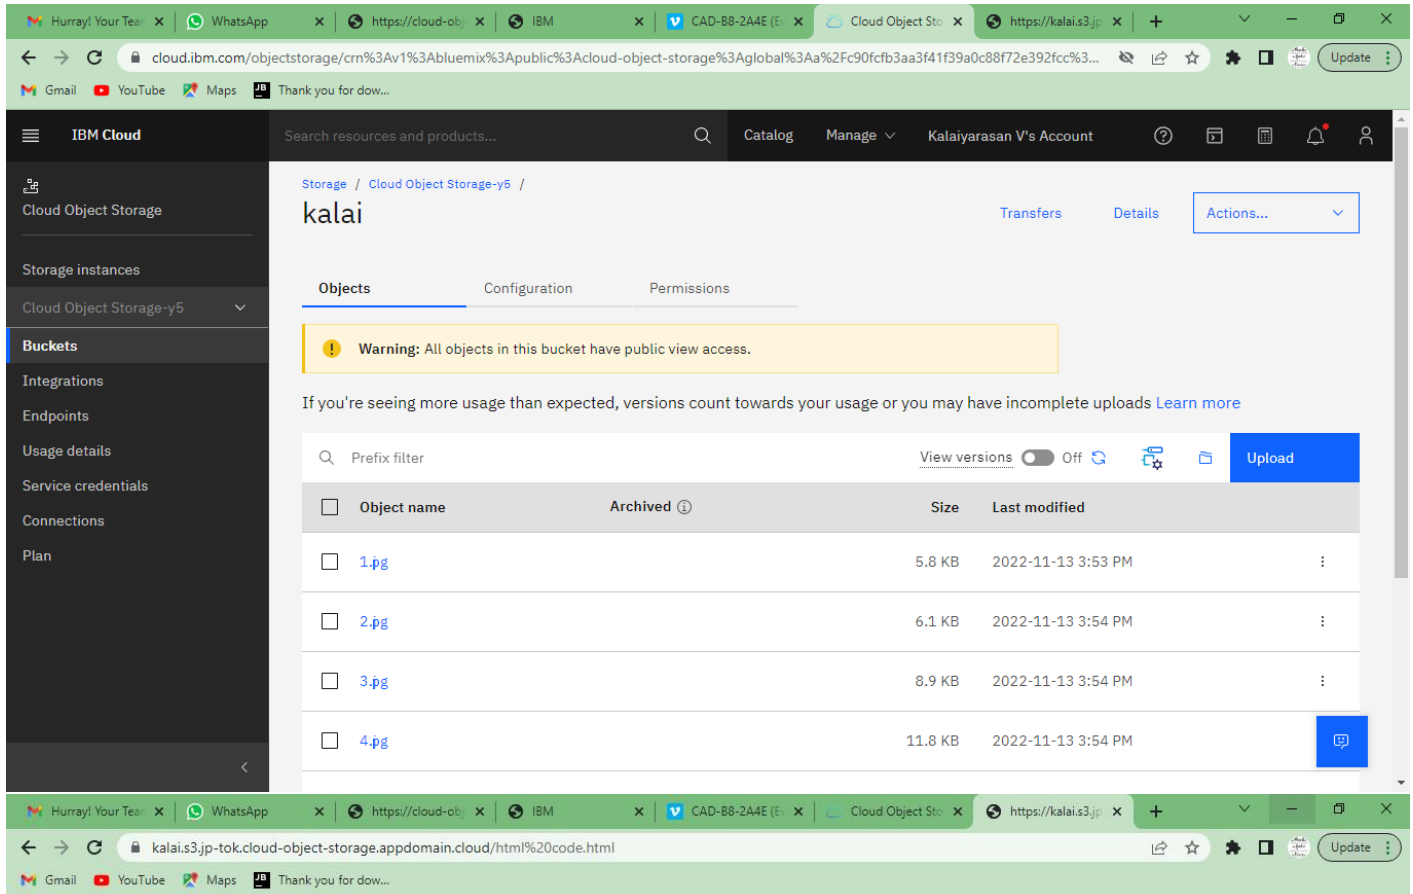 Hurray! Your Tea WhatsApp https://cloud-obj IBM CAD-B8-2A4E (E Cloud Object Sto https://kalai.s3.jp
cloud.ibm.com/objectstorage/crn%3Av1%3Abluemix%3Apublic%3Acloud-object-storage%3Aglobal%3Aa%2Fc90fcfb3aa3f41f39a0c88f72e392fcc%3... Update
Gmail YouTube Maps Thank you for dow...
IBM Cloud Search resources and products... Catalog Manage Kalaiyarasan V's Account
Cloud Object Storage
Storage instances
Cloud Object Storage-y5
Buckets
Integrations
Endpoints
Usage details
Service credentials
Connections
Plan
Storage / Cloud Object Storage-y5 /
kalai
Transfers Details Actions...
Objects Configuration Permissions
Warning: All objects in this bucket have public view access.
If you're seeing more usage than expected, versions count towards your usage or you may have incomplete uploads Learn more
Prefix filter View versions Off Upload
Object name Archived Size Last modified
1.jpg 5.8 KB 2022-11-13 3:53 PM
2.jpg 6.1 KB 2022-11-13 3:54 PM
3.jpg 8.9 KB 2022-11-13 3:54 PM
4.jpg 11.8 KB 2022-11-13 3:54 PM
Hurray! Your Tea WhatsApp https://cloud-obj IBM CAD-B8-2A4E (E Cloud Object Sto https://kalai.s3.jp
kalai.s3.jp-tok.cloud-object-storage.appdomain.cloud/html%20code.html Update
Gmail YouTube Maps Thank you for dow...